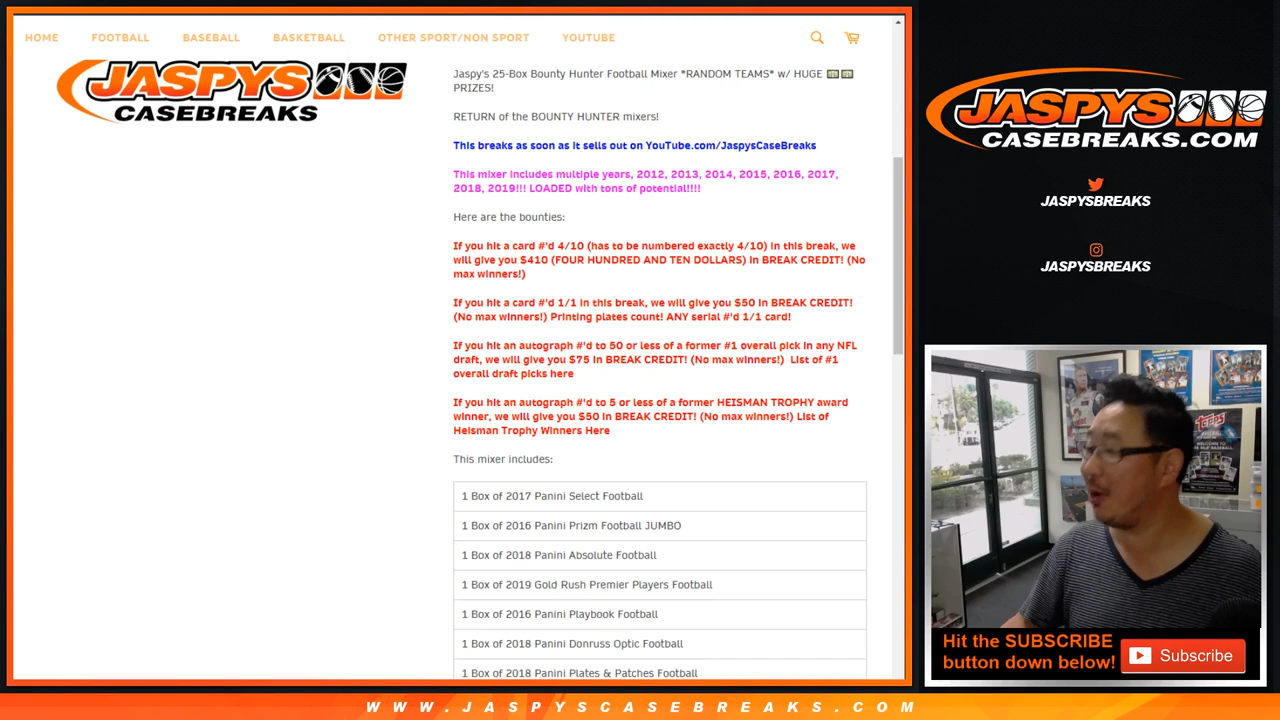 HOME FOOTBALL BASEBALL BASKETBALL OTHER SPORT/NON SPORT YOUTUBE
JASPYS
CASEBREAKS
Jaspy's 25-Box Bounty Hunter Football Mixer *RANDOM TEAMS* w/ HUGE 💵💵
PRIZES!
RETURN of the BOUNTY HUNTER mixers!
This breaks as soon as it sells out on YouTube.com/JaspysCaseBreaks
This mixer includes multiple years, 2012, 2013, 2014, 2015, 2016, 2017,
2018, 2019!!! LOADED with tons of potential!!!!
Here are the bounties:
If you hit a card #'d 4/10 (has to be numbered exactly 4/10) in this break, we
will give you $410 (FOUR HUNDRED AND TEN DOLLARS) in BREAK CREDIT! (No
max winners!)
If you hit a card #'d 1/1 in this break, we will give you $50 in BREAK CREDIT!
(No max winners!) Printing plates count! ANY serial #'d 1/1 card!
If you hit an autograph #'d to 50 or less of a former #1 overall pick in any NFL
draft, we will give you $75 in BREAK CREDIT! (No max winners!) List of #1
overall draft picks here
If you hit an autograph #'d to 5 or less of a former HEISMAN TROPHY award
winner, we will give you $50 in BREAK CREDIT! (No max winners!) List of
Heisman Trophy Winners Here
This mixer includes:
1 Box of 2017 Panini Select Football
1 Box of 2016 Panini Prizm Football JUMBO
1 Box of 2018 Panini Absolute Football
1 Box of 2019 Gold Rush Premier Players Football
1 Box of 2016 Panini Playbook Football
1 Box of 2018 Panini Donruss Optic Football
1 Box of 2018 Panini Plates & Patches Football
JASPYS
CASEBREAKS.COM
JASPYSBREAKS
JASPYSBREAKS
topps
WELCOME TO
Hit the SUBSCRIBE
button down below!
Subscribe
WWW.JASPYSCASEBREAKS.COM